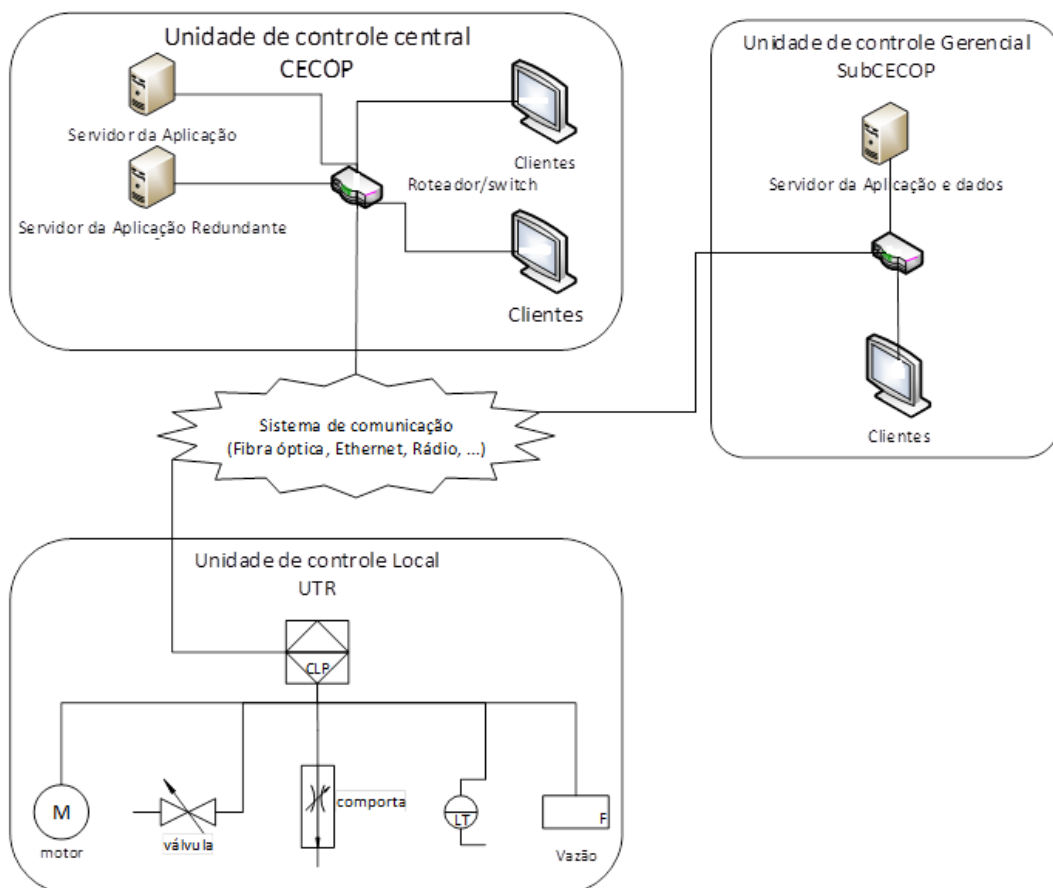 Unidade de controle central
CECOP
Servidor da Aplicação
Servidor da Aplicação Redundante
Clientes
Roteador/switch
Clientes
Unidade de controle Gerencial
SubCECOP
Servidor da Aplicação e dados
Clientes
Sistema de comunicação
(Fibra óptica, Ethernet, Rádio, ...)
Unidade de controle Local
UTR
CLP
M
motor
válvula
comporta
LT
F
Vazão